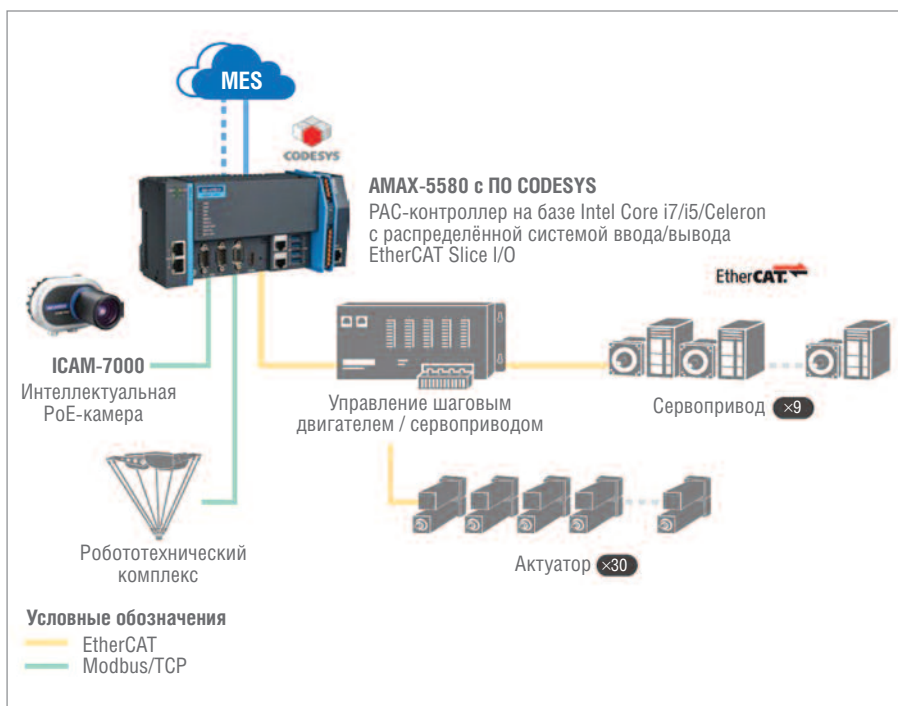 MES
CODESYS
AMAX-5580 с ПО CODESYS
PAC-контроллер на базе Intel Core i7/i5/Celeron
с распределённой системой ввода/вывода
EtherCAT Slice I/O
EtherCAT.
ICAM-7000
Интеллектуальная
PoE-камера
Управление шаговым
двигателем / сервоприводом
Сервопривод ×9
Робототехнический
комплекс
Актуатор ×30
Условные обозначения
EtherCAT
Modbus/TCP